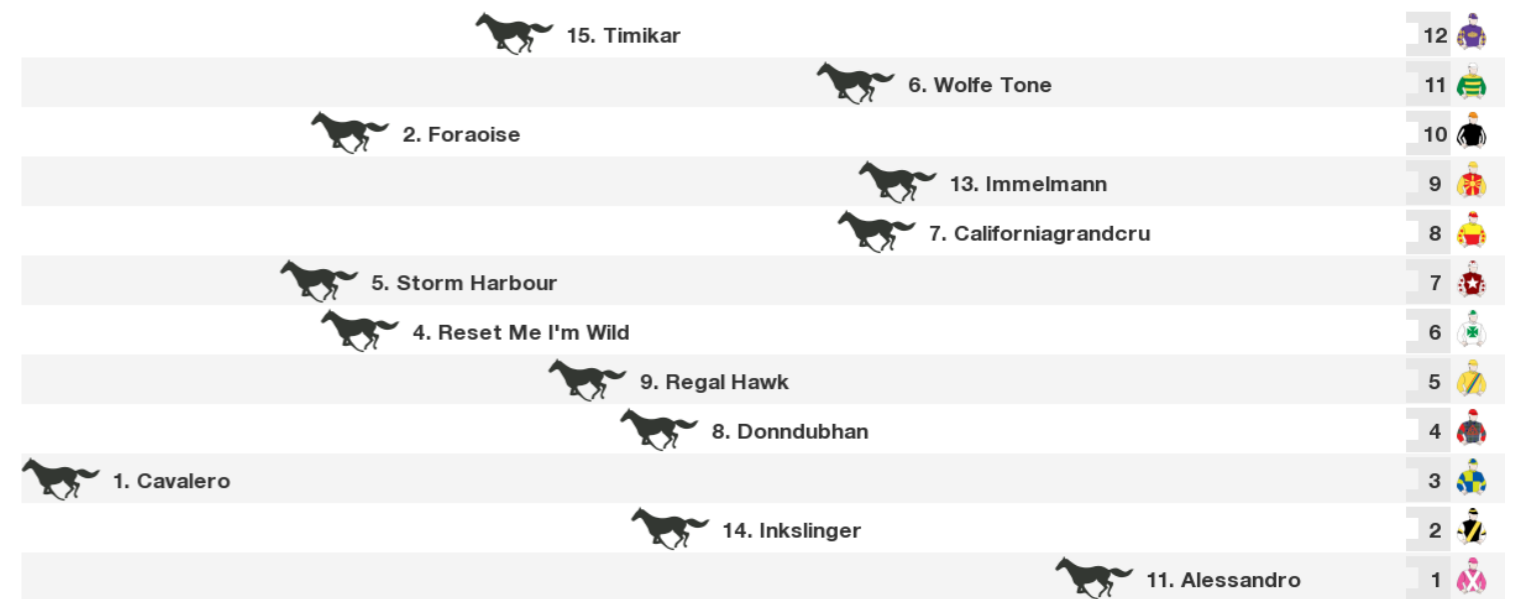 15. Timikar 12
6. Wolfe Tone 11
2. Foraoise 10
13. Immelmann 9
7. Californiagrandcru 8
5. Storm Harbour 7
4. Reset Me I'm Wild 6
9. Regal Hawk 5
8. Donndubhan 4
1. Cavalero 3
14. Inkslinger 2
11. Alessandro 1